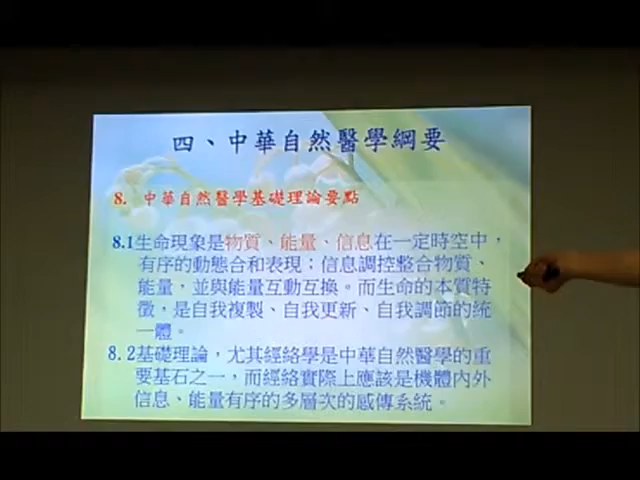 四、中華自然醫學綱要
8. 中華自然醫學基礎理論要點
8.1生命現象是物質、能量、信息在一定時空中，
有序的動態合和表現；信息調控整合物質、
能量，並與能量互動互換。而生命的本質特
徵，是自我複製、自我更新、自我調節的統
一體。
8.2基礎理論，尤其經絡學是中華自然醫學的重
要基石之一，而經絡實際上應該是機體內外
信息、能量有序的多層次的感傳系統。